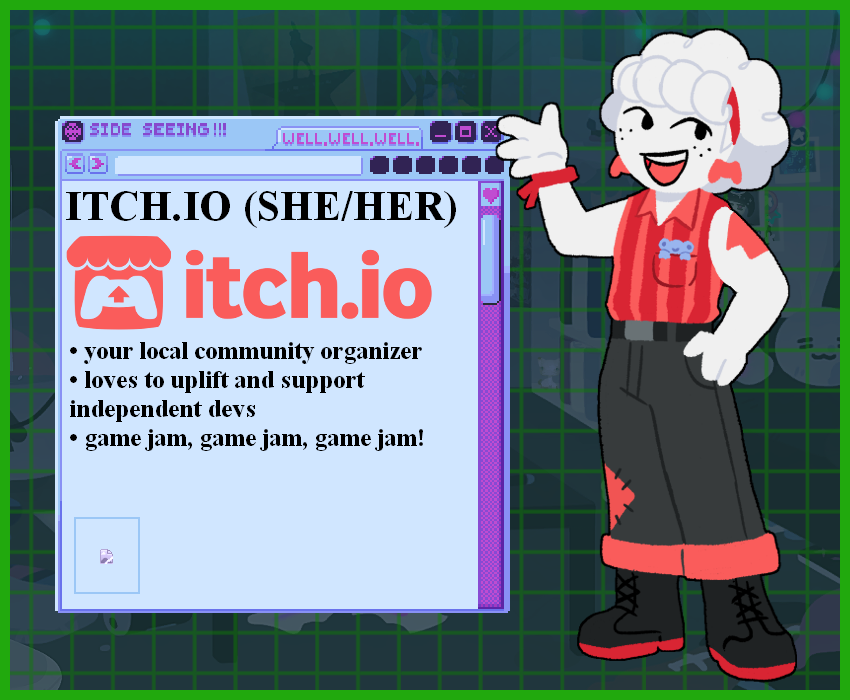 SIDE SEEING!!!
WELL.WELL.WELL.
ITCH.IO (SHE/HER)
itch.io
• your local community organizer
• loves to uplift and support
independent devs
• game jam, game jam, game jam!